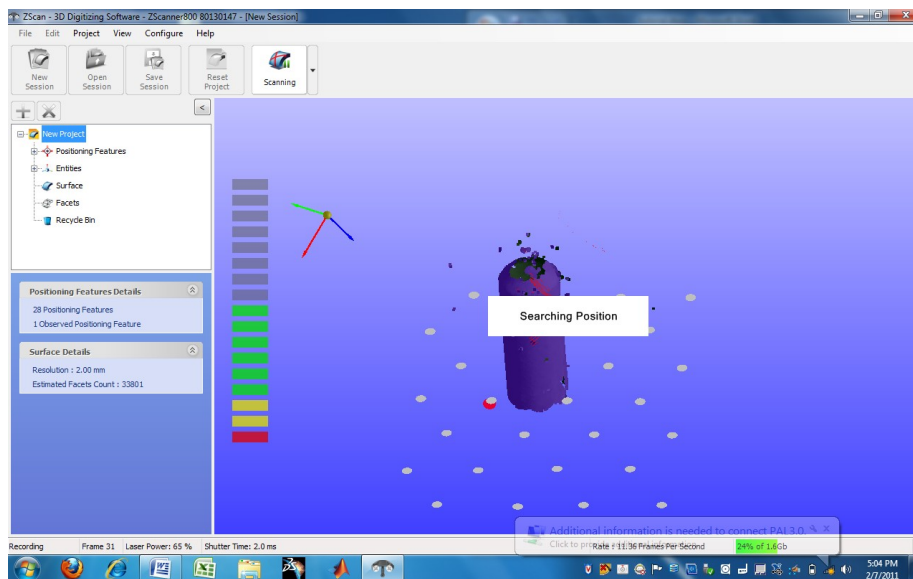 ZScan - 3D Digitizing Software - ZScanner800 80130147 - [New Session]
File Edit Project View Configure Help
New Session
Open Session
Save Session
Reset Project
Scanning
<
New Project
Positioning Features
Entities
Surface
Facets
Recycle Bin
Positioning Features Details
28 Positioning Features
1 Observed Positioning Feature
Surface Details
Resolution : 2.00 mm
Estimated Facets Count : 33801
Searching Position
Additional information is needed to connect PAL3.0.
Click to
Rate : 11.36 Frames Per Second
24% of 1.6Gb
Recording Frame 31 Laser Power: 65 % Shutter Time: 2.0 ms
5:04 PM
2/7/2011